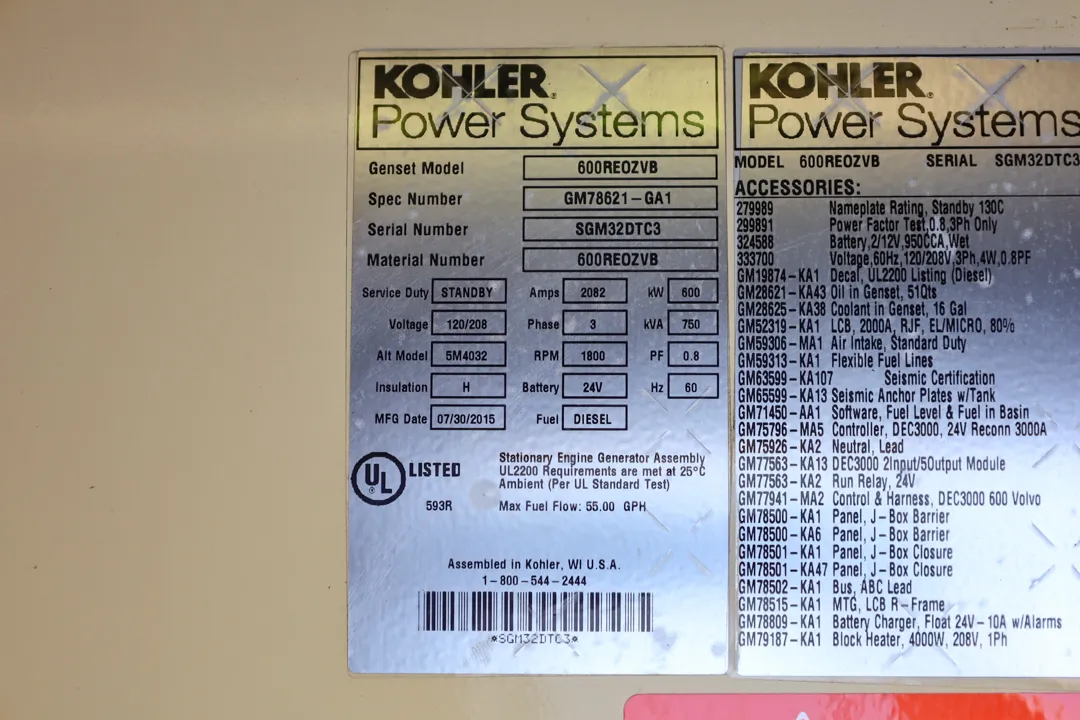 KOHLER®
Power Systems
Genset Model 600REOZVB
Spec Number GM78621-GA1
Serial Number SGM32DTC3
Material Number 600REOZVB
Service Duty STANDBY Amps 2082 kW 600
Voltage 120/208 Phase 3 kVA 750
Alt Model 5M4032 RPM 1800 PF 0.8
Insulation H Battery 24V Hz 60
MFG Date 07/30/2015 Fuel DIESEL
UL® LISTED
593R
Stationary Engine Generator Assembly
UL2200 Requirements are met at 25°C
Ambient (Per UL Standard Test)
Max Fuel Flow: 55.00 GPH
Assembled in Kohler, WI U.S.A.
1-800-544-2444
*SGM32DTC3*
KOHLER®
Power Systems
MODEL 600REOZVB SERIAL SGM32DTC3
ACCESSORIES:
279989 Nameplate Rating, Standby 130C
299891 Power Factor Test,0.8,3Ph Only
324588 Battery,2/12V,950CCA,Wet
333700 Voltage,60Hz,120/208V,3Ph,4W,0.8PF
GM19874-KA1 Decal, UL2200 Listing (Diesel)
GM28621-KA43 Oil in Genset, 51Qts
GM28625-KA38 Coolant in Genset, 16 Gal
GM52319-KA1 LCB, 2000A, RJF, EL/MICRO, 80%
GM59306-MA1 Air Intake, Standard Duty
GM59313-KA1 Flexible Fuel Lines
GM63599-KA107 Seismic Certification
GM65599-KA13 Seismic Anchor Plates w/Tank
GM71450-AA1 Software, Fuel Level & Fuel in Basin
GM75796-MA5 Controller, DEC3000, 24V Reconn 3000A
GM75926-KA2 Neutral, Lead
GM77563-KA13 DEC3000 2Input/5Output Module
GM77563-KA2 Run Relay, 24V
GM77941-MA2 Control & Harness, DEC3000 600 Volvo
GM78500-KA1 Panel, J-Box Barrier
GM78500-KA6 Panel, J-Box Barrier
GM78501-KA1 Panel, J-Box Closure
GM78501-KA47 Panel, J-Box Closure
GM78502-KA1 Bus, ABC Lead
GM78515-KA1 MTG, LCB R-Frame
GM78809-KA1 Battery Charger, Float 24V-10A w/Alarms
GM79187-KA1 Block Heater, 4000W, 208V, 1Ph